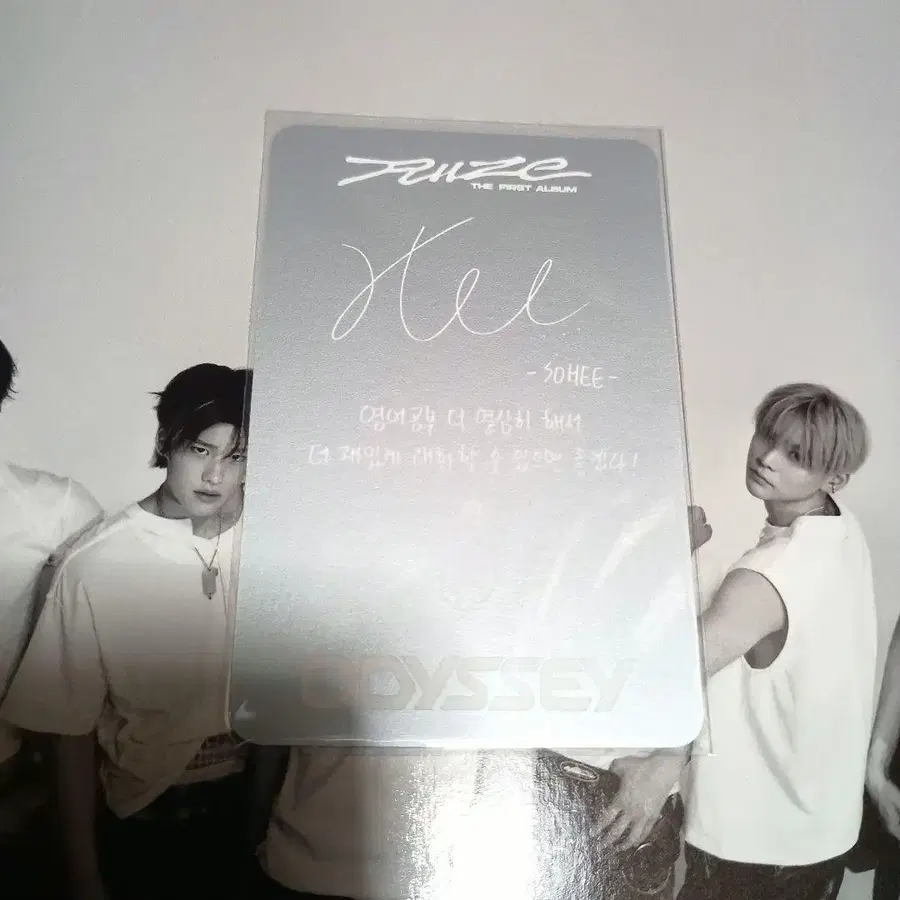 RIIZE
THE FIRST ALBUM
Hee
-SOHEE-
영어공부 더 열심히 해서
더 재밌게 대화할 수 있으면 좋겠다!
ODYSSEY